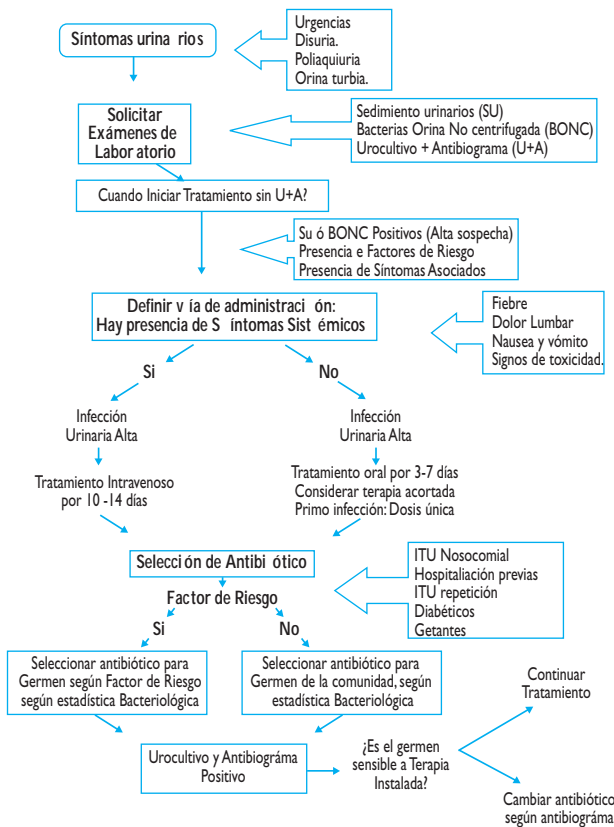 Síntomas urina rios
Urgencias
Disuria.
Poliaquiuria
Orina turbia.
Solicitar
Exámenes de
Labor atorio
Sedimento urinarios (SU)
Bacterias Orina No centrifugada (BONC)
Urocultivo + Antibiograma (U+A)
Cuando Iniciar Tratamiento sin U+A?
Su ó BONC Positivos (Alta sospecha)
Presencia e Factores de Riesgo
Presencia de Síntomas Asociados
Definir v ía de administraci ón:
Hay presencia de S íntomas Sist émicos
Fiebre
Dolor Lumbar
Nausea y vómito
Signos de toxicidad.
Si
No
Infección
Urinaria Alta
Infección
Urinaria Alta
Tratamiento Intravenoso
por 10 -14 días
Tratamiento oral por 3-7 días
Considerar terapia acortada
Primo infección: Dosis única
Selección de Antibi ótico
Factor de Riesgo
ITU Nosocomial
Hospitaliación previas
ITU repetición
Diabéticos
Getantes
Si
No
Seleccionar antibiótico para
Germen según Factor de Riesgo
según estadística Bacteriológica
Seleccionar antibiótico para
Germen de la comunidad, según
estadística Bacteriológica
Urocultivo y Antibiográma
Positivo
¿Es el germen
sensible a Terapia
Instalada?
Continuar
Tratamiento
Cambiar antibiótico
según antibiográma